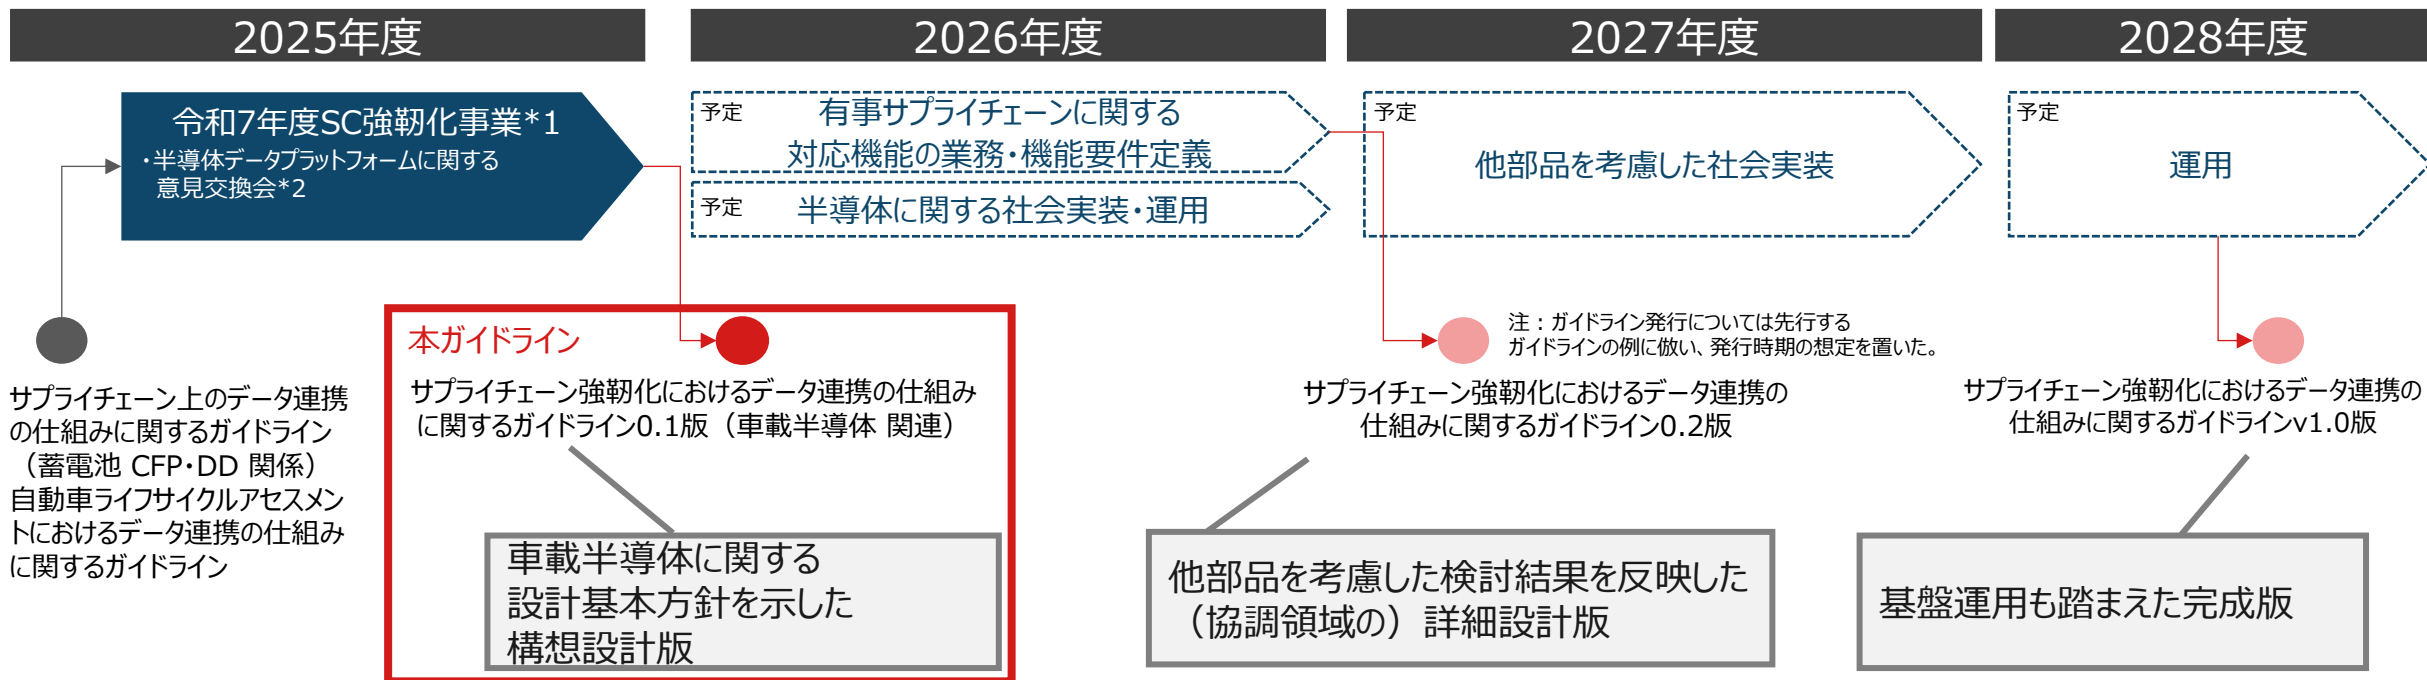 2025年度
2026年度
2027年度
2028年度
令和7年度SC強靭化事業*1
・半導体データプラットフォームに関する
意見交換会*2
予定
有事サプライチェーンに関する
対応機能の業務・機能要件定義
予定
半導体に関する社会実装・運用
予定
他部品を考慮した社会実装
予定
運用
サプライチェーン上のデータ連携
の仕組みに関するガイドライン
（蓄電池 CFP・DD 関係）
自動車ライフサイクルアセスメン
トにおけるデータ連携の仕組み
に関するガイドライン
本ガイドライン
サプライチェーン強靭化におけるデータ連携の仕組み
に関するガイドライン0.1版（車載半導体 関連）
車載半導体に関する
設計基本方針を示した
構想設計版
注：ガイドライン発行については先行する
ガイドラインの例に倣い、発行時期の想定を置いた。
サプライチェーン強靭化におけるデータ連携の
仕組みに関するガイドライン0.2版
他部品を考慮した検討結果を反映した
（協調領域の）詳細設計版
サプライチェーン強靭化におけるデータ連携の
仕組みに関するガイドラインv1.0版
基盤運用も踏まえた完成版